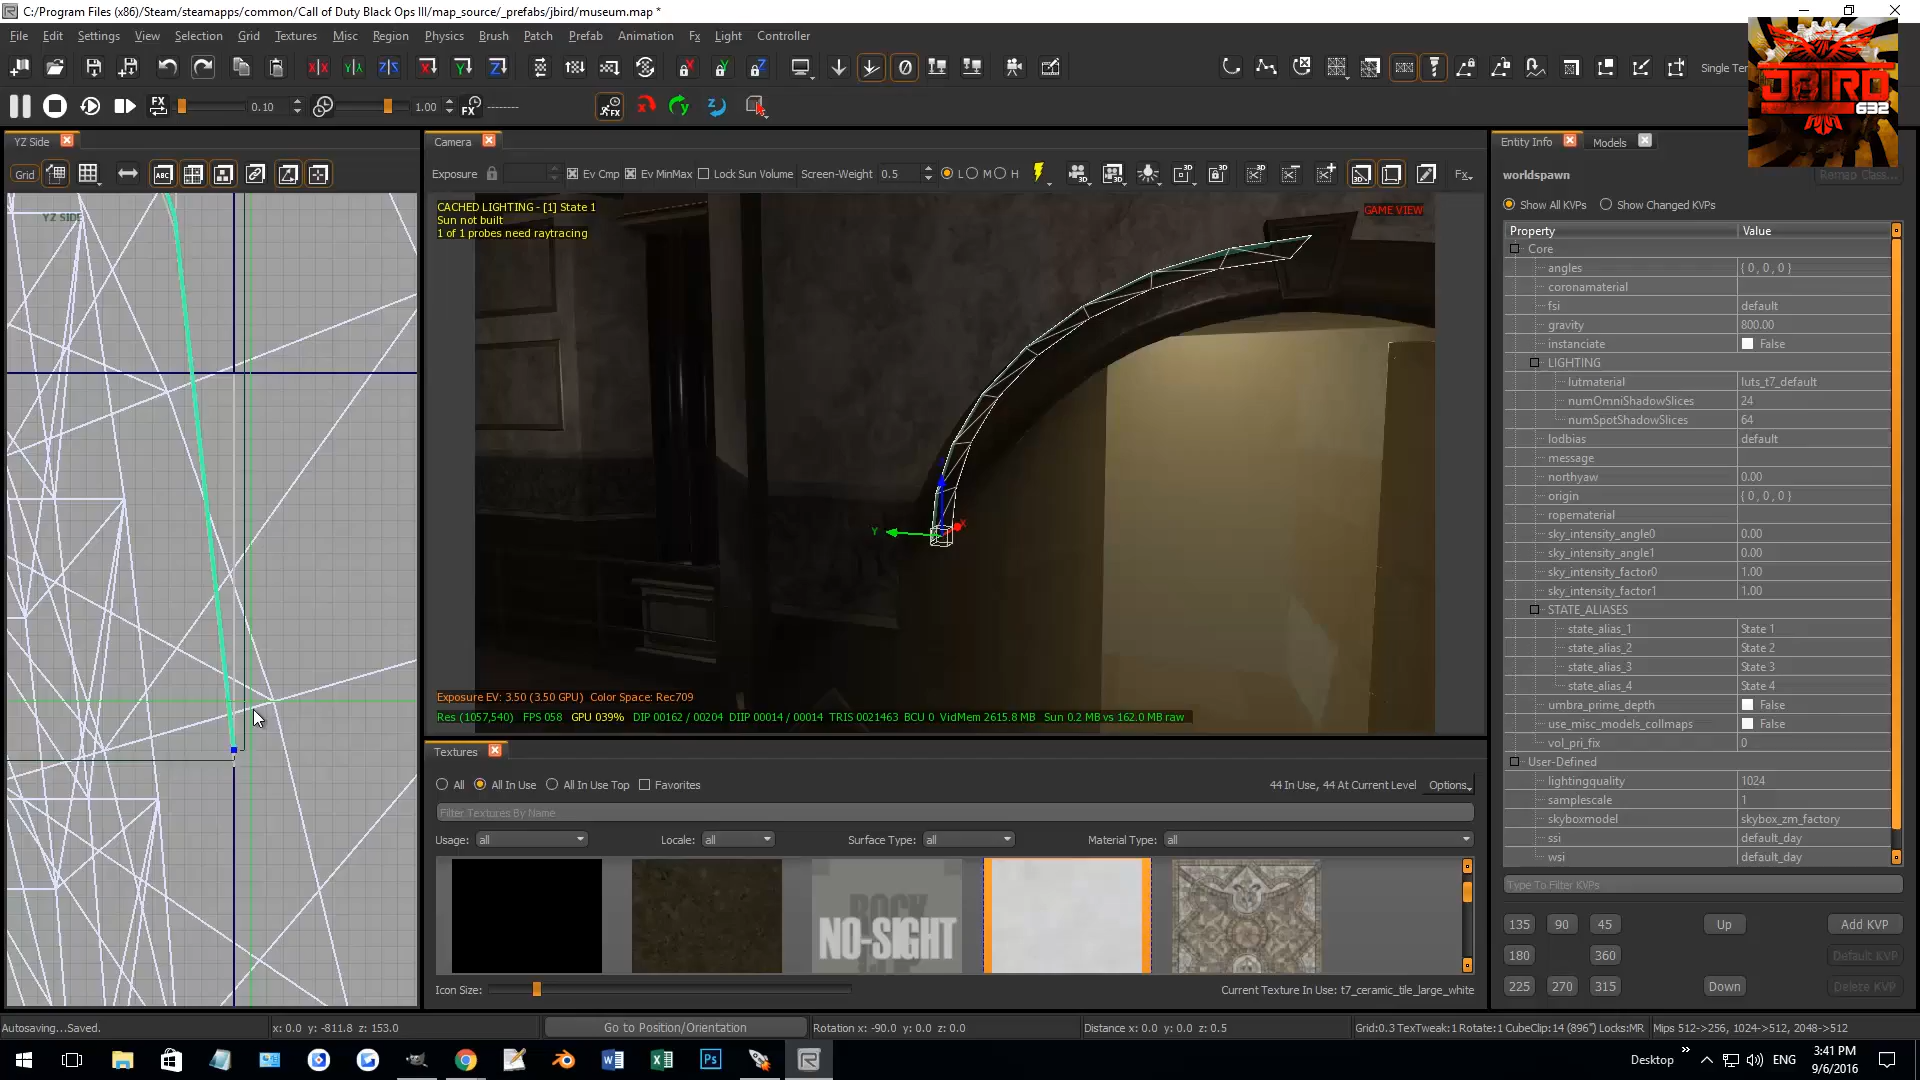 C:/Program Files (x86)/Steam/steamapps/common/Call of Duty Black Ops III/map_source/_prefabs/jbird/museum.map *
File Edit Settings View Selection Grid Textures Misc Region Physics Brush Patch Prefab Animation Fx Light Controller
Single Ter
JBIRD
632
FX 0.10 1.00 FX --------
YZ Side
Camera
Entity Info Models
Grid
ABC
Exposure Ev Cmp Ev MinMax Lock Sun Volume Screen-Weight 0.5 L M H
Fx
worldspawn
Remap Class...
Show All KVPs Show Changed KVPs
YZ SIDE
CACHED LIGHTING - [1] State 1
Sun not built
1 of 1 probes need raytracing
GAME VIEW
Y
X
Exposure EV: 3.50 (3.50 GPU) Color Space: Rec709
Res (1057,540) FPS 058 GPU 039% DIP 00162 / 00204 DIIP 00014 / 00014 TRIS 0021463 BCU 0 VidMem 2615.8 MB Sun 0.2 MB vs 162.0 MB raw
Property Value
Core
angles { 0 , 0 , 0 }
coronamaterial
fsi default
gravity 800.00
instanciate False
LIGHTING
lutmaterial luts_t7_default
numOmniShadowSlices 24
numSpotShadowSlices 64
lodbias default
message
northyaw 0.00
origin { 0 , 0 , 0 }
ropematerial
sky_intensity_angle0 0.00
sky_intensity_angle1 0.00
sky_intensity_factor0 1.00
sky_intensity_factor1 1.00
STATE_ALIASES
state_alias_1 State 1
state_alias_2 State 2
state_alias_3 State 3
state_alias_4 State 4
umbra_prime_depth False
use_misc_models_collmaps False
vol_pri_fix 0
User-Defined
lightingquality 1024
samplescale 1
skyboxmodel skybox_zm_factory
ssi default_day
wsi default_day
Type To Filter KVPs
135 90 45 Up Add KVP
180 360 Default KVP
225 270 315 Down Delete KVP
Textures
All All In Use All In Use Top Favorites 44 In Use, 44 At Current Level Options
Filter Textures By Name
Usage: all Locale: all Surface Type: all Material Type: all
ROCK
NO-SIGHT
Icon Size: Current Texture In Use: t7_ceramic_tile_large_white
Autosaving...Saved. x: 0.0 y: -811.8 z: 153.0 Go to Position/Orientation Rotation x: -90.0 y: 0.0 z: 0.0 Distance x: 0.0 y: 0.0 z: 0.5 Grid:0.3 TexTweak:1 Rotate:1 CubeClip:14 (896") Locks:MR Mips 512->256, 1024->512, 2048->512
Desktop ENG 3:41 PM
9/6/2016